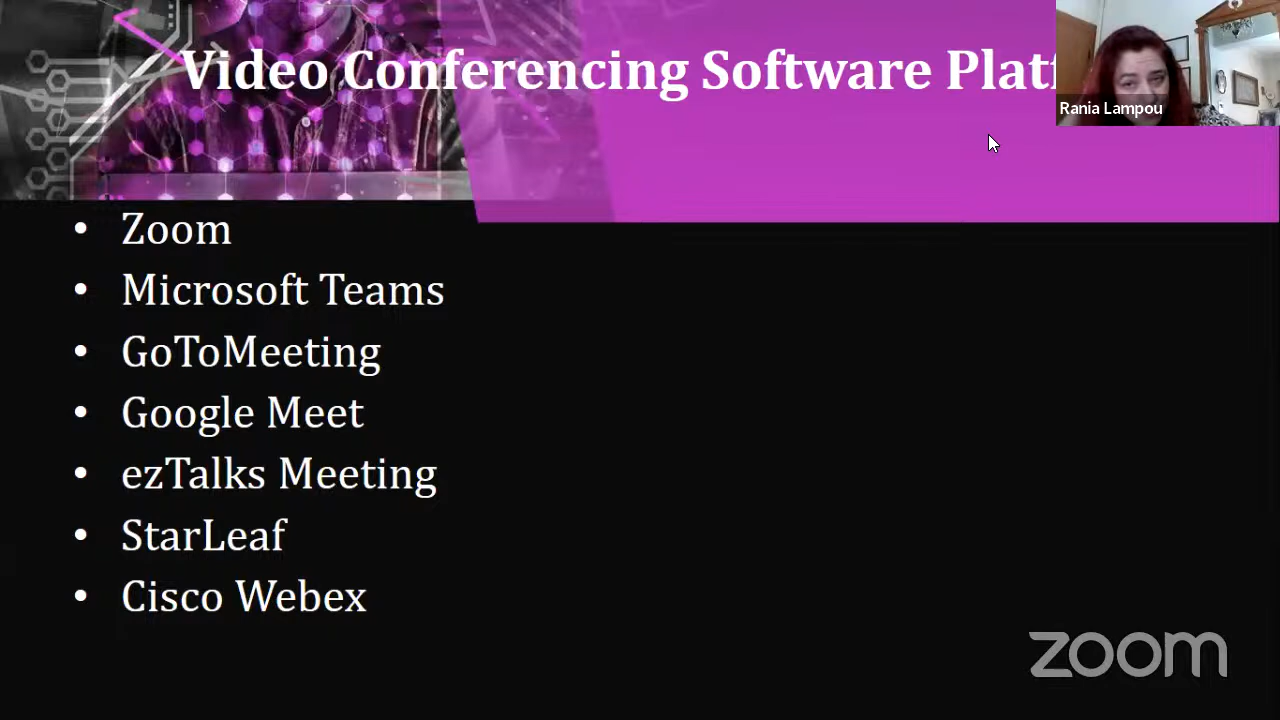 Video Conferencing Software Platf
Rania Lampou
• Zoom
• Microsoft Teams
• GoToMeeting
• Google Meet
• ezTalks Meeting
• StarLeaf
• Cisco Webex
zoom